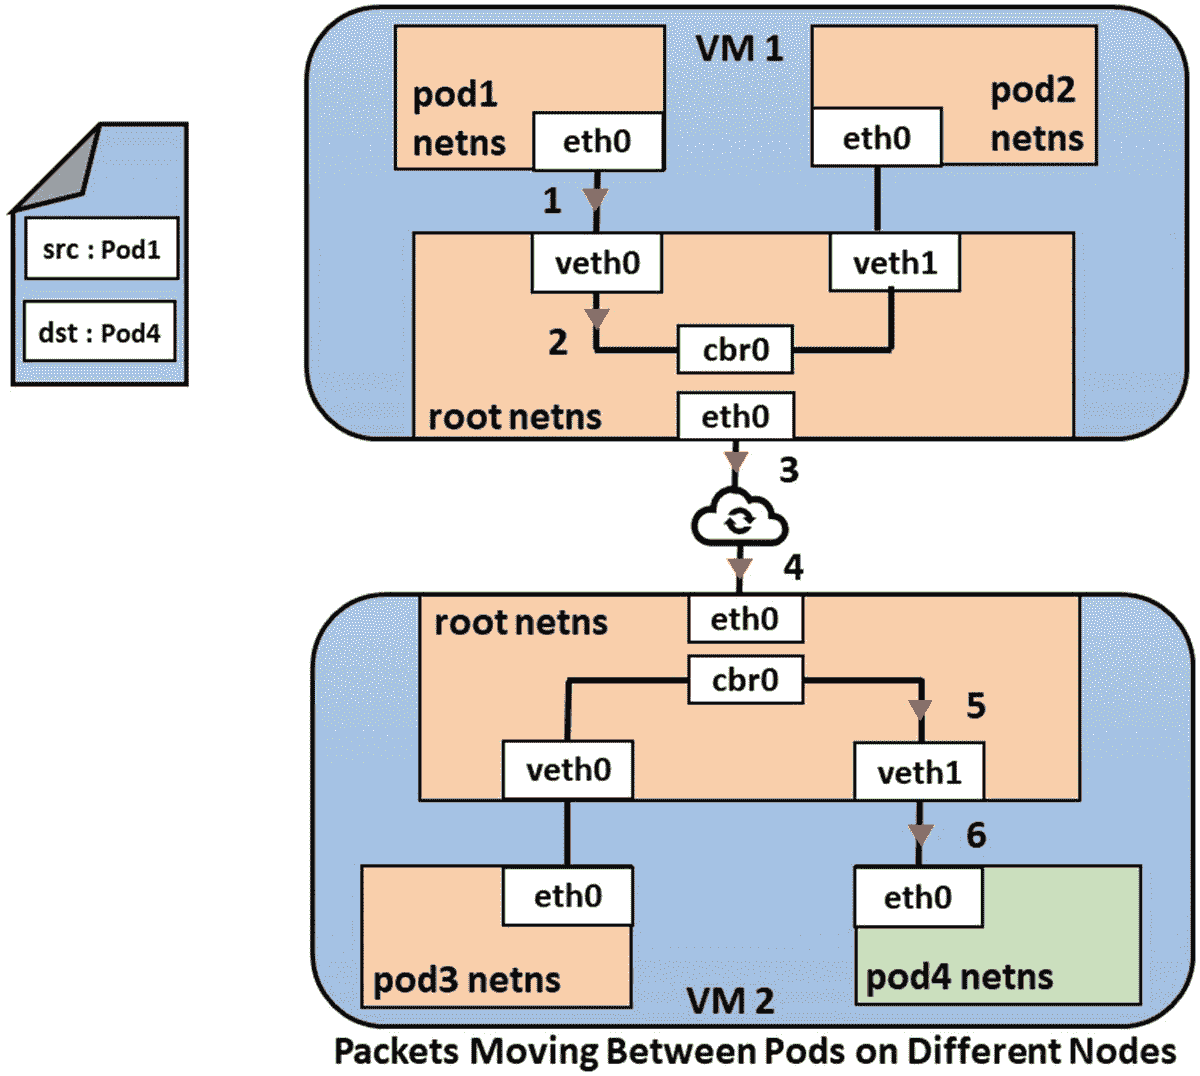 VM 1
pod1
netns
eth0
pod2
netns
eth0
1
src : Pod1
dst : Pod4
veth0
veth1
2
cbr0
root netns
eth0
3
4
root netns
eth0
cbr0
5
veth0
veth1
6
eth0
eth0
pod3 netns
pod4 netns
VM 2
Packets Moving Between Pods on Different Nodes